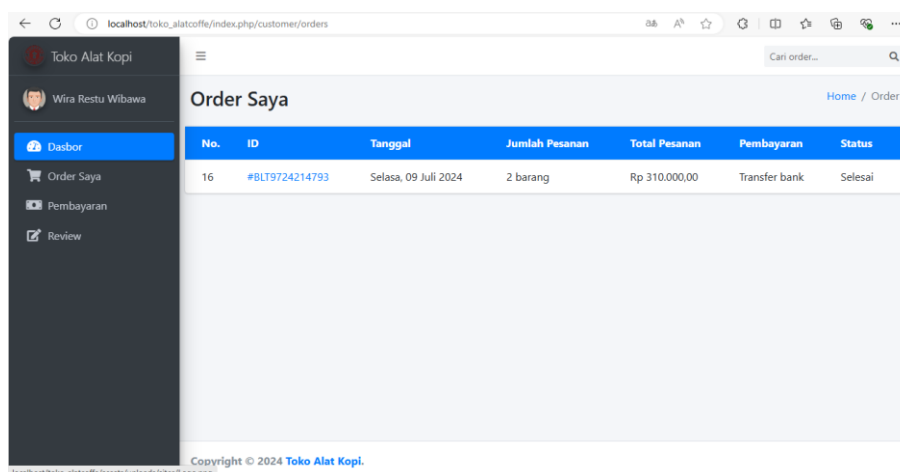 localhost/toko_alatcoffe/index.php/customer/orders
Toko Alat Kopi
Cari order...
Wira Restu Wibawa
Order Saya
Home / Order
Dasbor
No. ID Tanggal Jumlah Pesanan Total Pesanan Pembayaran Status
Order Saya
16 #BLT9724214793 Selasa, 09 Juli 2024 2 barang Rp 310.000,00 Transfer bank Selesai
Pembayaran
Review
Copyright © 2024 Toko Alat Kopi.